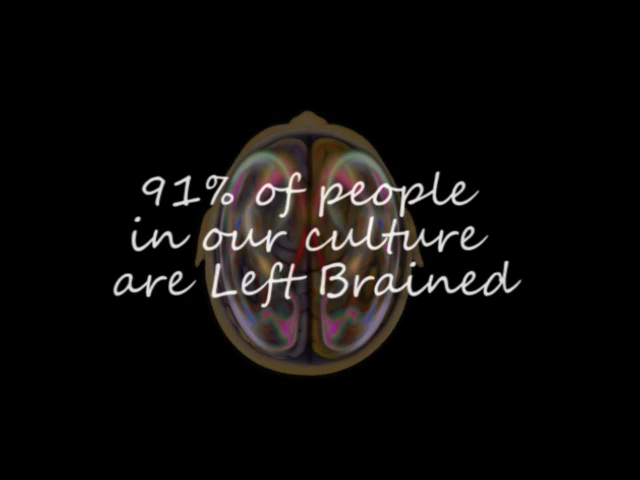 91% of people
in our culture
are Left Brained